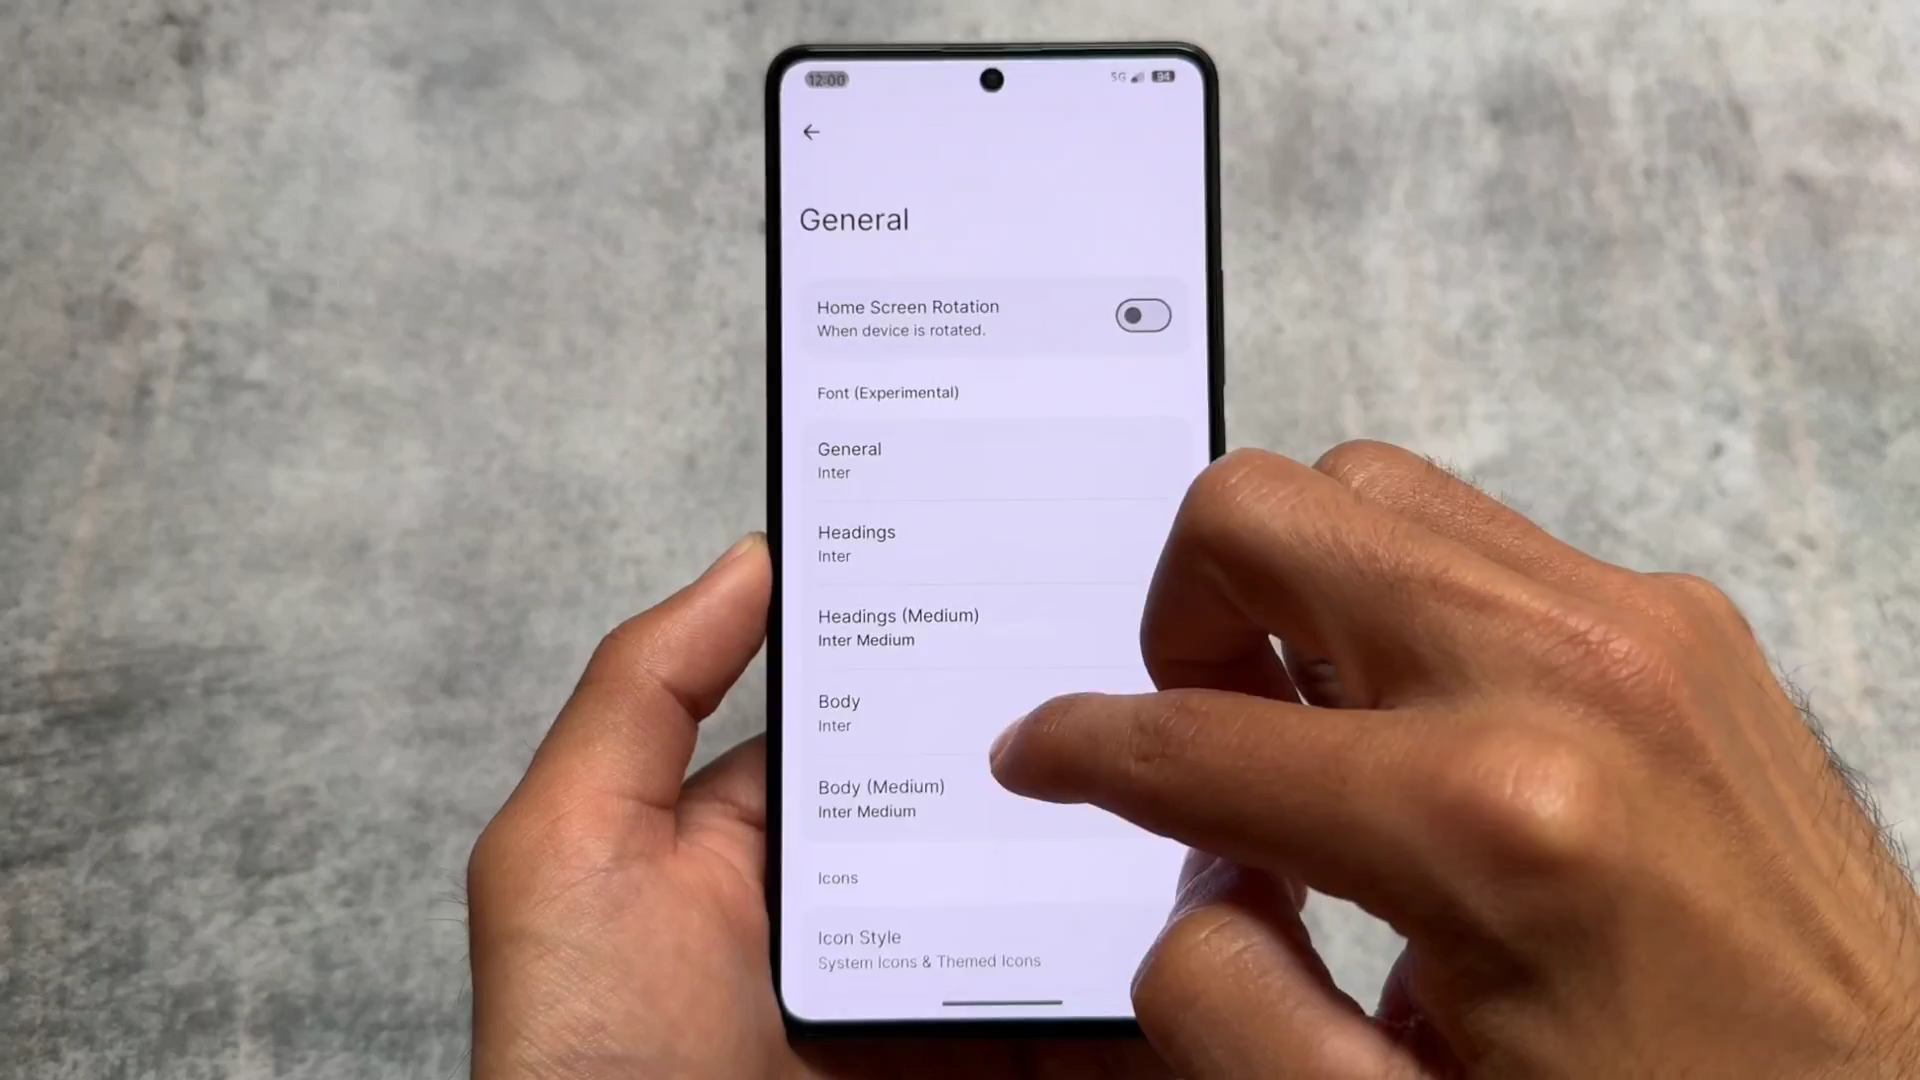 12:00
5G 94
General
Home Screen Rotation
When device is rotated.
Font (Experimental)
General
Inter
Headings
Inter
Headings (Medium)
Inter Medium
Body
Inter
Body (Medium)
Inter Medium
Icons
Icon Style
System Icons & Themed Icons